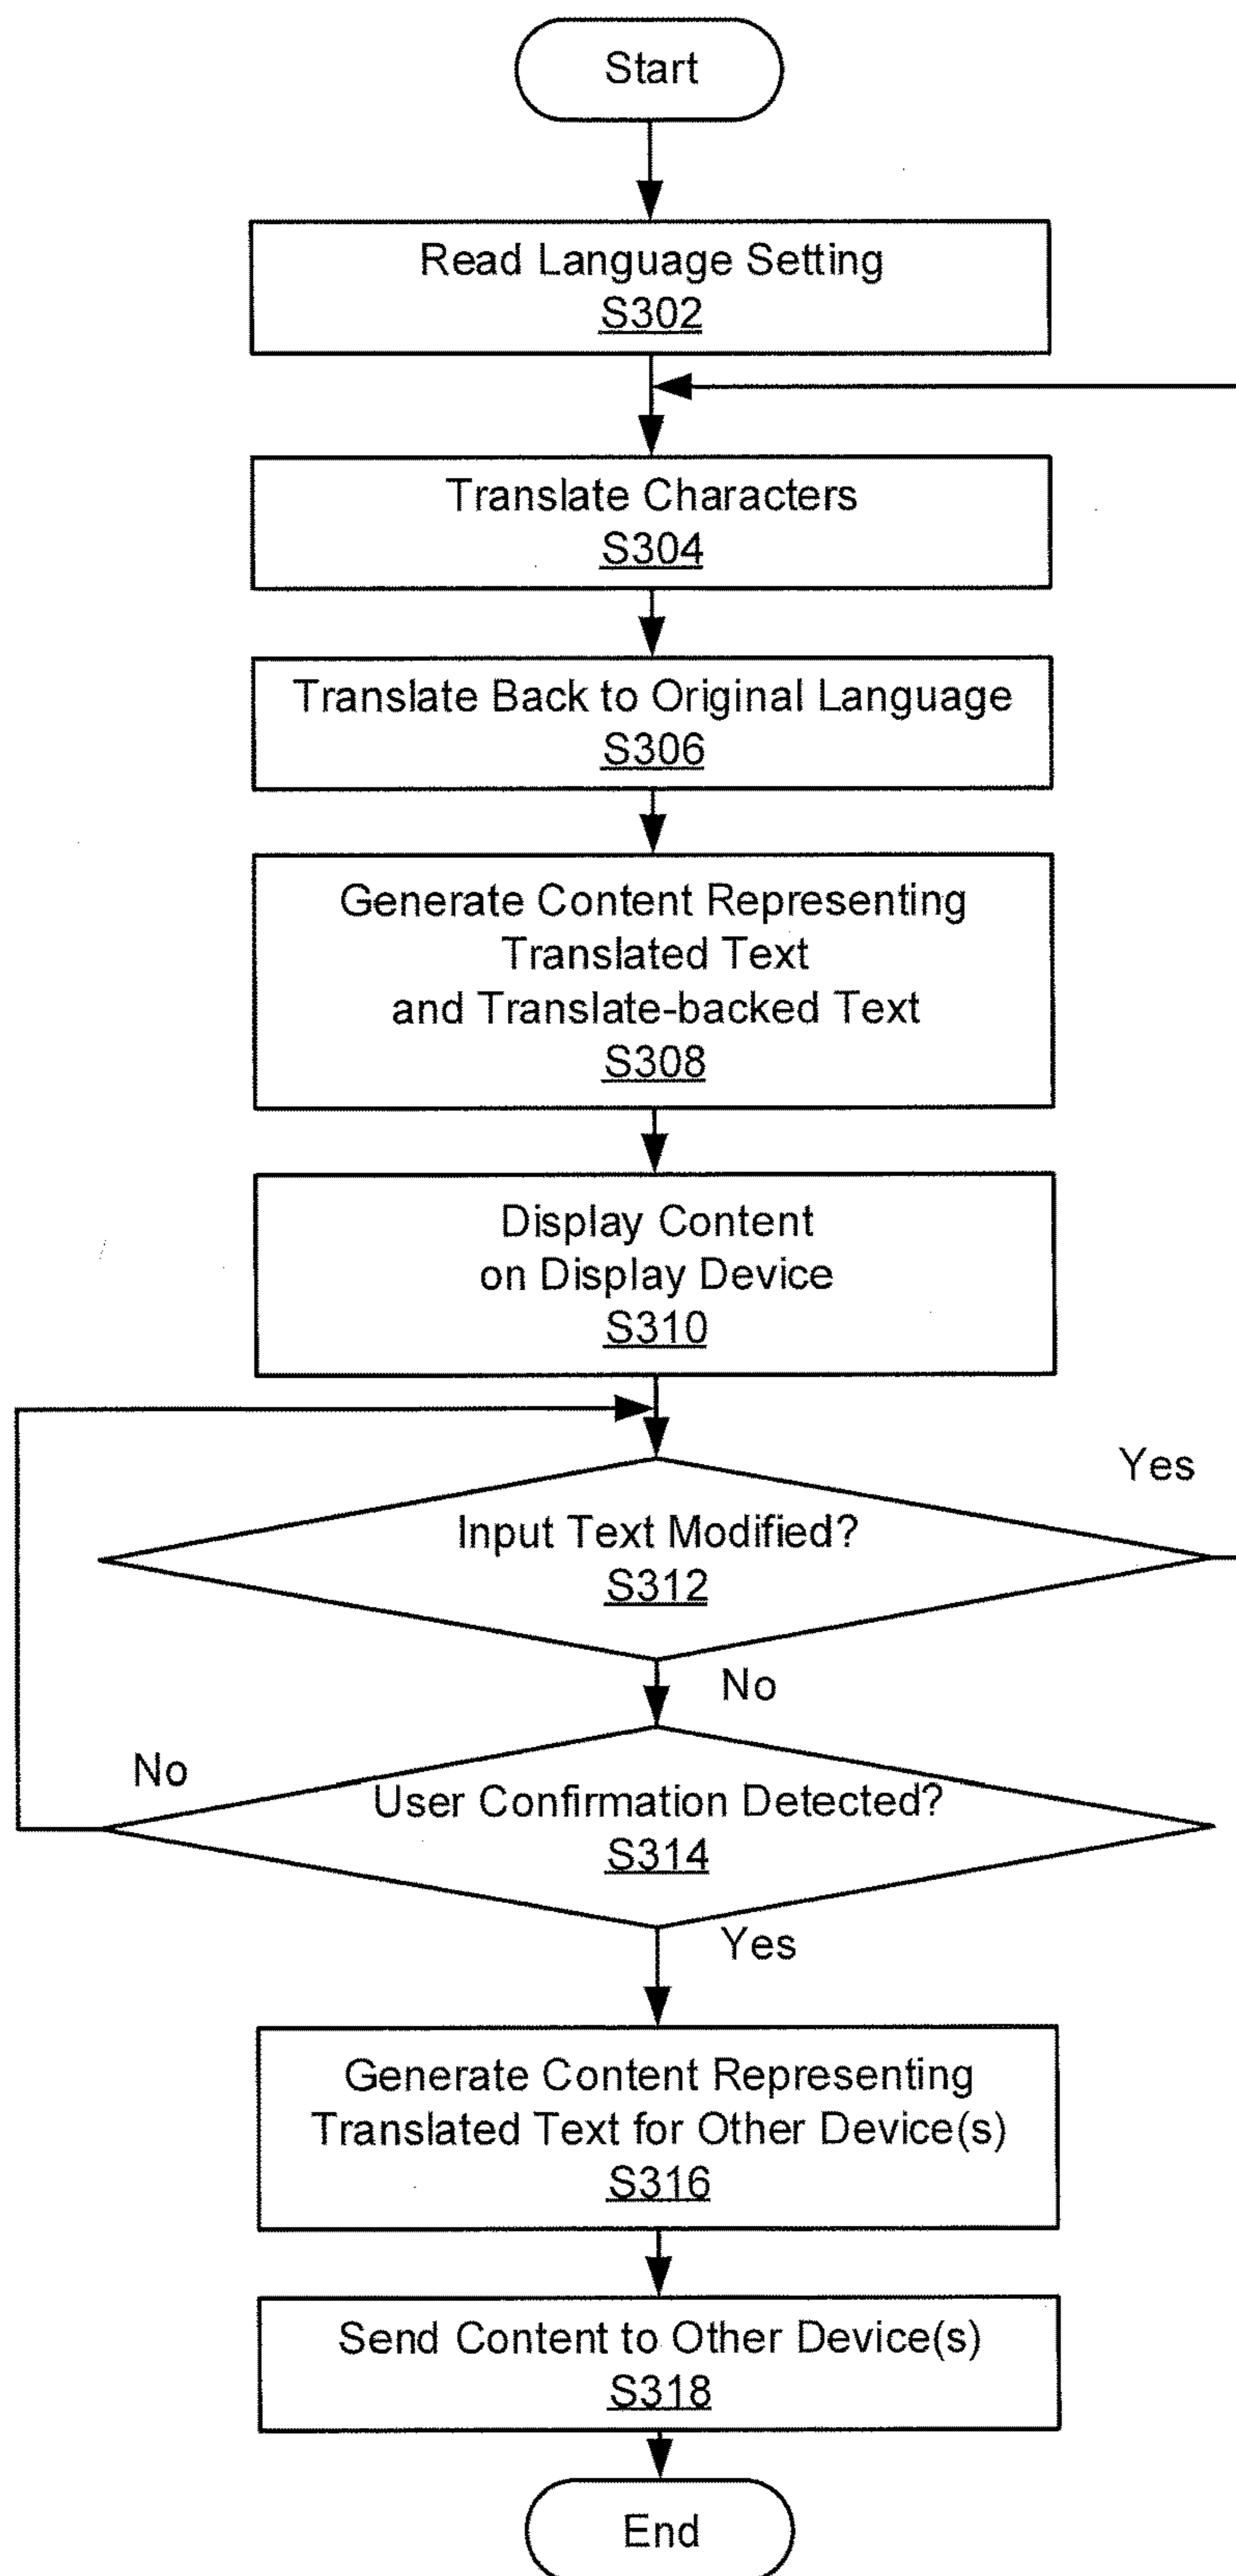 Start
Read Language Setting
S302
Translate Characters
S304
Translate Back to Original Language
S306
Generate Content Representing
Translated Text
and Translate-backed Text
S308
Display Content
on Display Device
S310
Yes
Input Text Modified?
S312
No
No
User Confirmation Detected?
S314
Yes
Generate Content Representing
Translated Text for Other Device(s)
S316
Send Content to Other Device(s)
S318
End